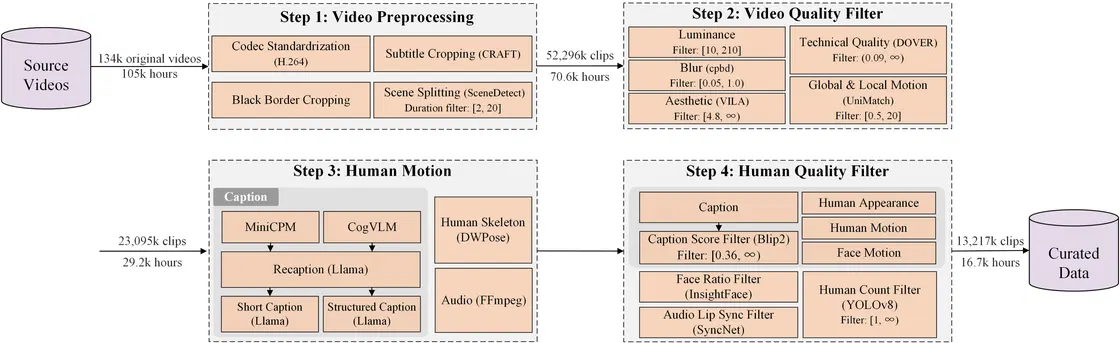 Source
Videos
134k original videos
105k hours
Step 1: Video Preprocessing
Codec Standardrization
(H.264)
Subtitle Cropping (CRAFT)
Black Border Cropping
Scene Splitting (SceneDetect)
Duration filter: [2, 20]
52,296k clips
70.6k hours
Step 2: Video Quality Filter
Luminance
Filter: [10, 210]
Blur (cpbd)
Filter: [0.05, 1.0)
Aesthetic (VILA)
Filter: [4.8, ∞)
Technical Quality (DOVER)
Filter: (0.09, ∞)
Global & Local Motion
(UniMatch)
Filter: [0.5, 20]
23,095k clips
29.2k hours
Step 3: Human Motion
Caption
MiniCPM
CogVLM
Recaption (Llama)
Short Caption
(Llama)
Structured Caption
(Llama)
Human Skeleton
(DWPose)
Audio (FFmpeg)
Step 4: Human Quality Filter
Caption
Caption Score Filter (Blip2)
Filter: [0.36, ∞)
Human Appearance
Human Motion
Face Motion
Face Ratio Filter
(InsightFace)
Audio Lip Sync Filter
(SyncNet)
Human Count Filter
(YOLOv8)
Filter: [1, ∞)
13,217k clips
16.7k hours
Curated
Data